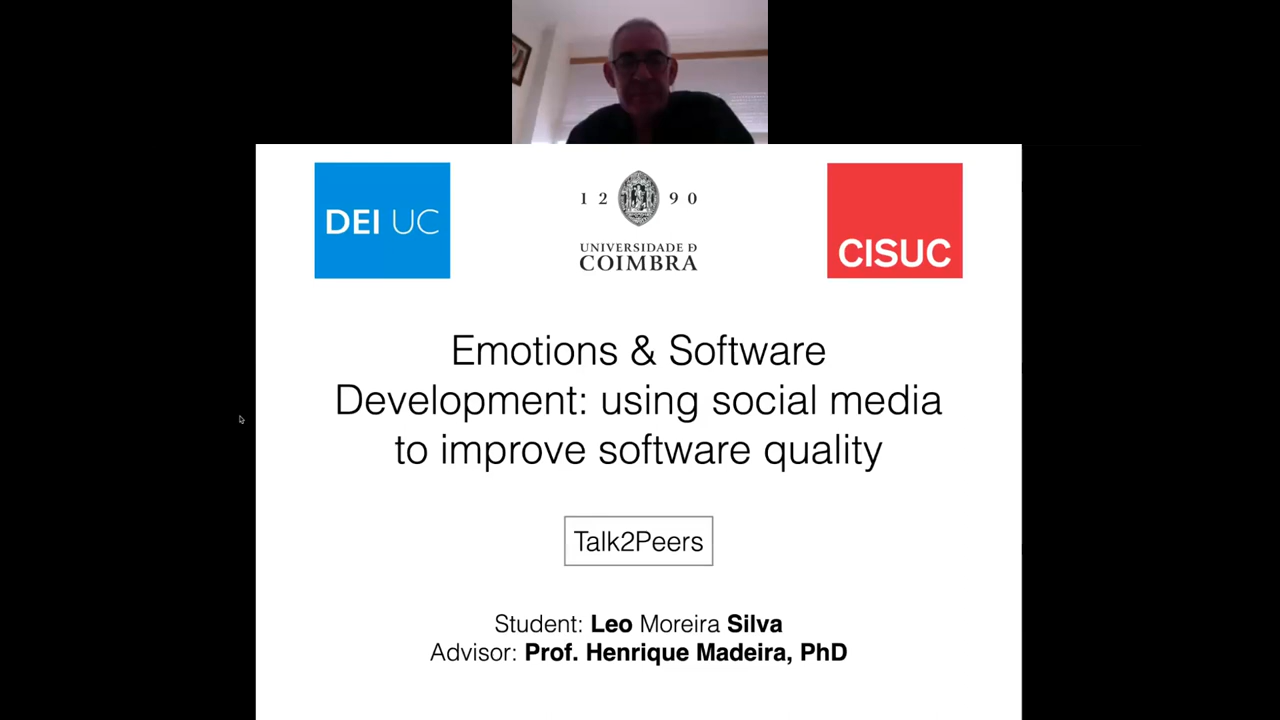 DEI UC
1 2 9 0
UNIVERSIDADE Ð
COIMBRA
CISUC
Emotions & Software
Development: using social media
to improve software quality
Talk2Peers
Student: Leo Moreira Silva
Advisor: Prof. Henrique Madeira, PhD